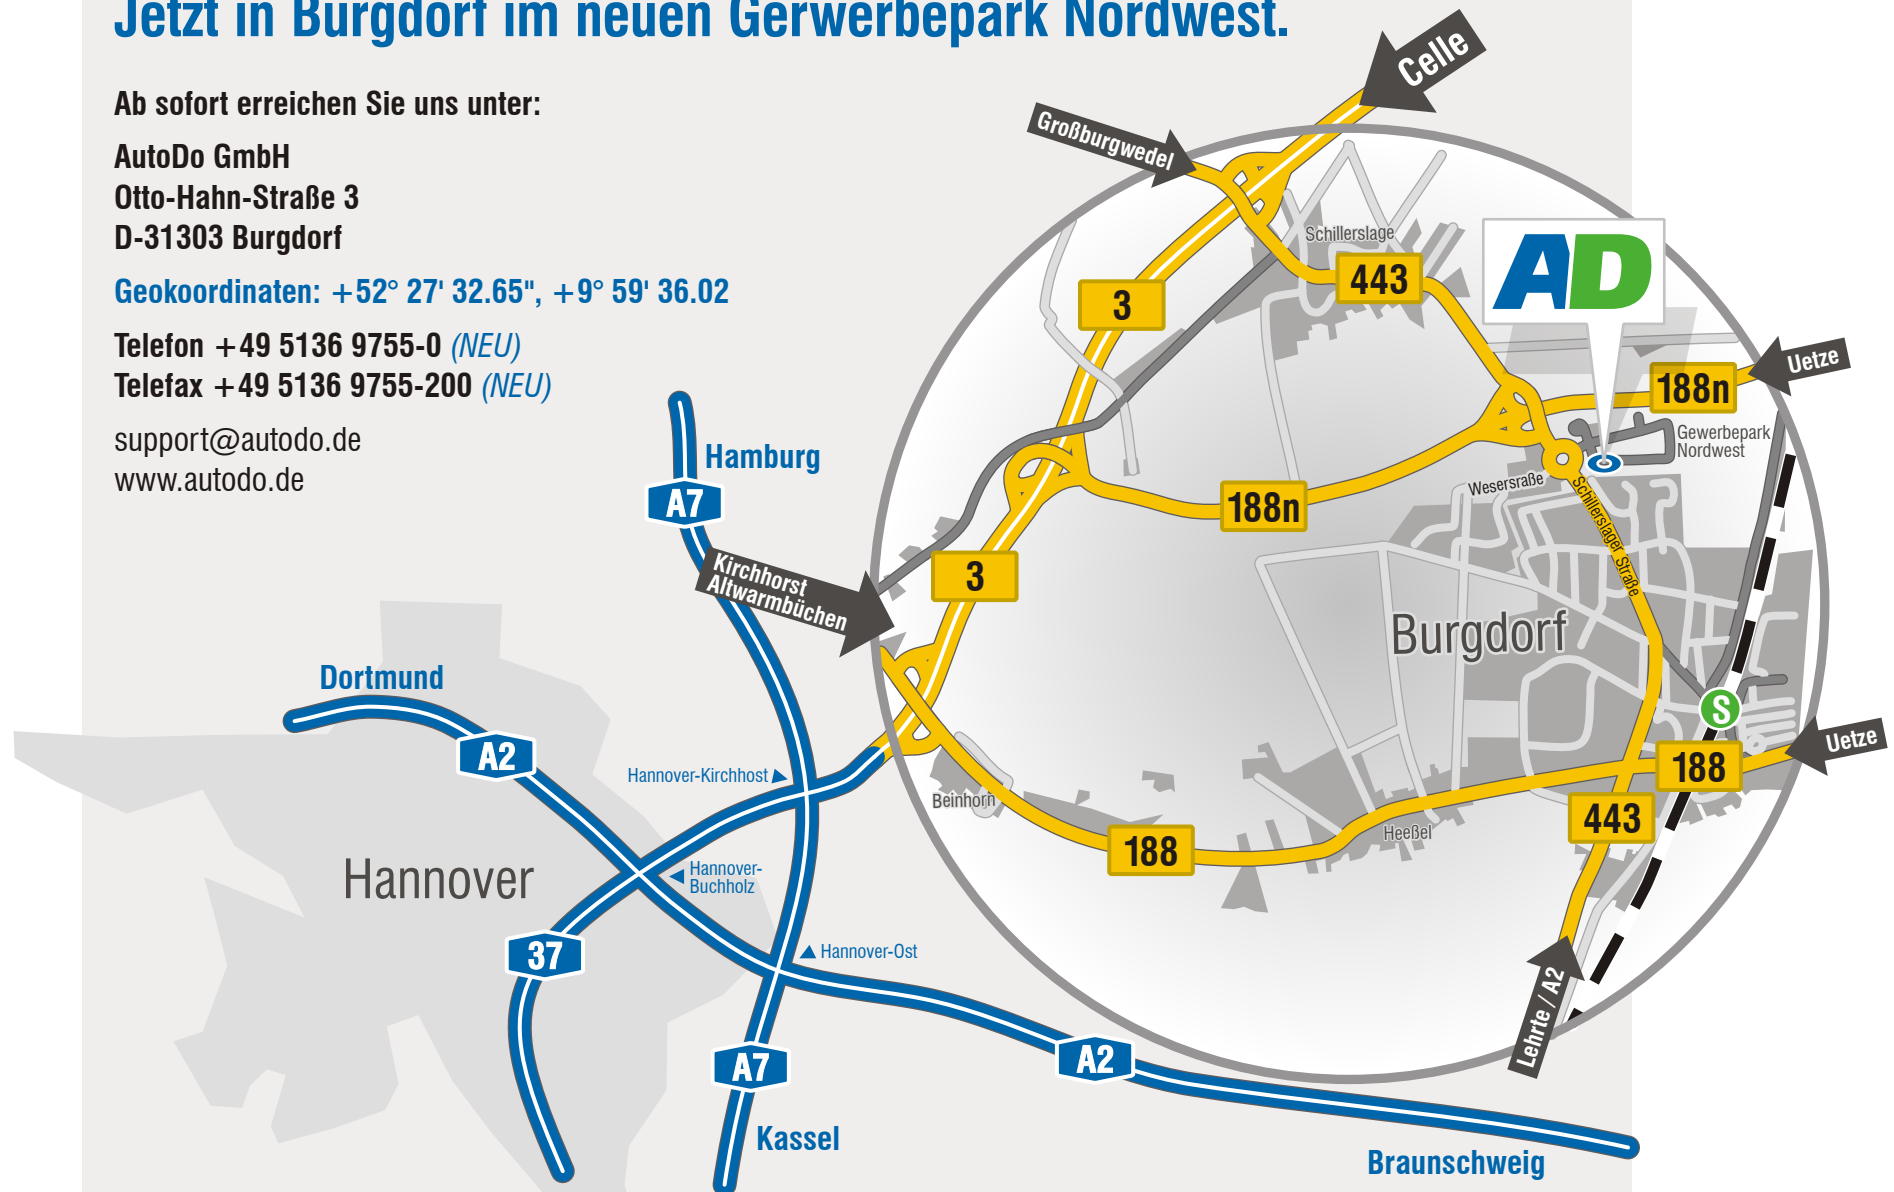 Jetzt in Burgdorf im neuen Gerwerbepark Nordwest.
Ab sofort erreichen Sie uns unter:
AutoDo GmbH
Otto-Hahn-Straße 3
D-31303 Burgdorf
Geokoordinaten: +52° 27' 32.65", +9° 59' 36.02
Telefon +49 5136 9755-0 (NEU)
Telefax +49 5136 9755-200 (NEU)
support@autodo.de
www.autodo.de
Celle
Großburgwedel
Schillerslage
443
AD
3
Uetze
188n
Gewerbepark
Nordwest
Hamburg
A7
188n
Wesersraße
Schillerslager Straße
Kirchhorst
Altwarmbüchen
3
Burgdorf
Dortmund
A2
S
Uetze
188
Hannover-Kirchhost
Beinhorn
443
Heeßel
188
Hannover
Hannover-
Buchholz
37
Hannover-Ost
Lehrte / A2
A7
A2
Kassel
Braunschweig